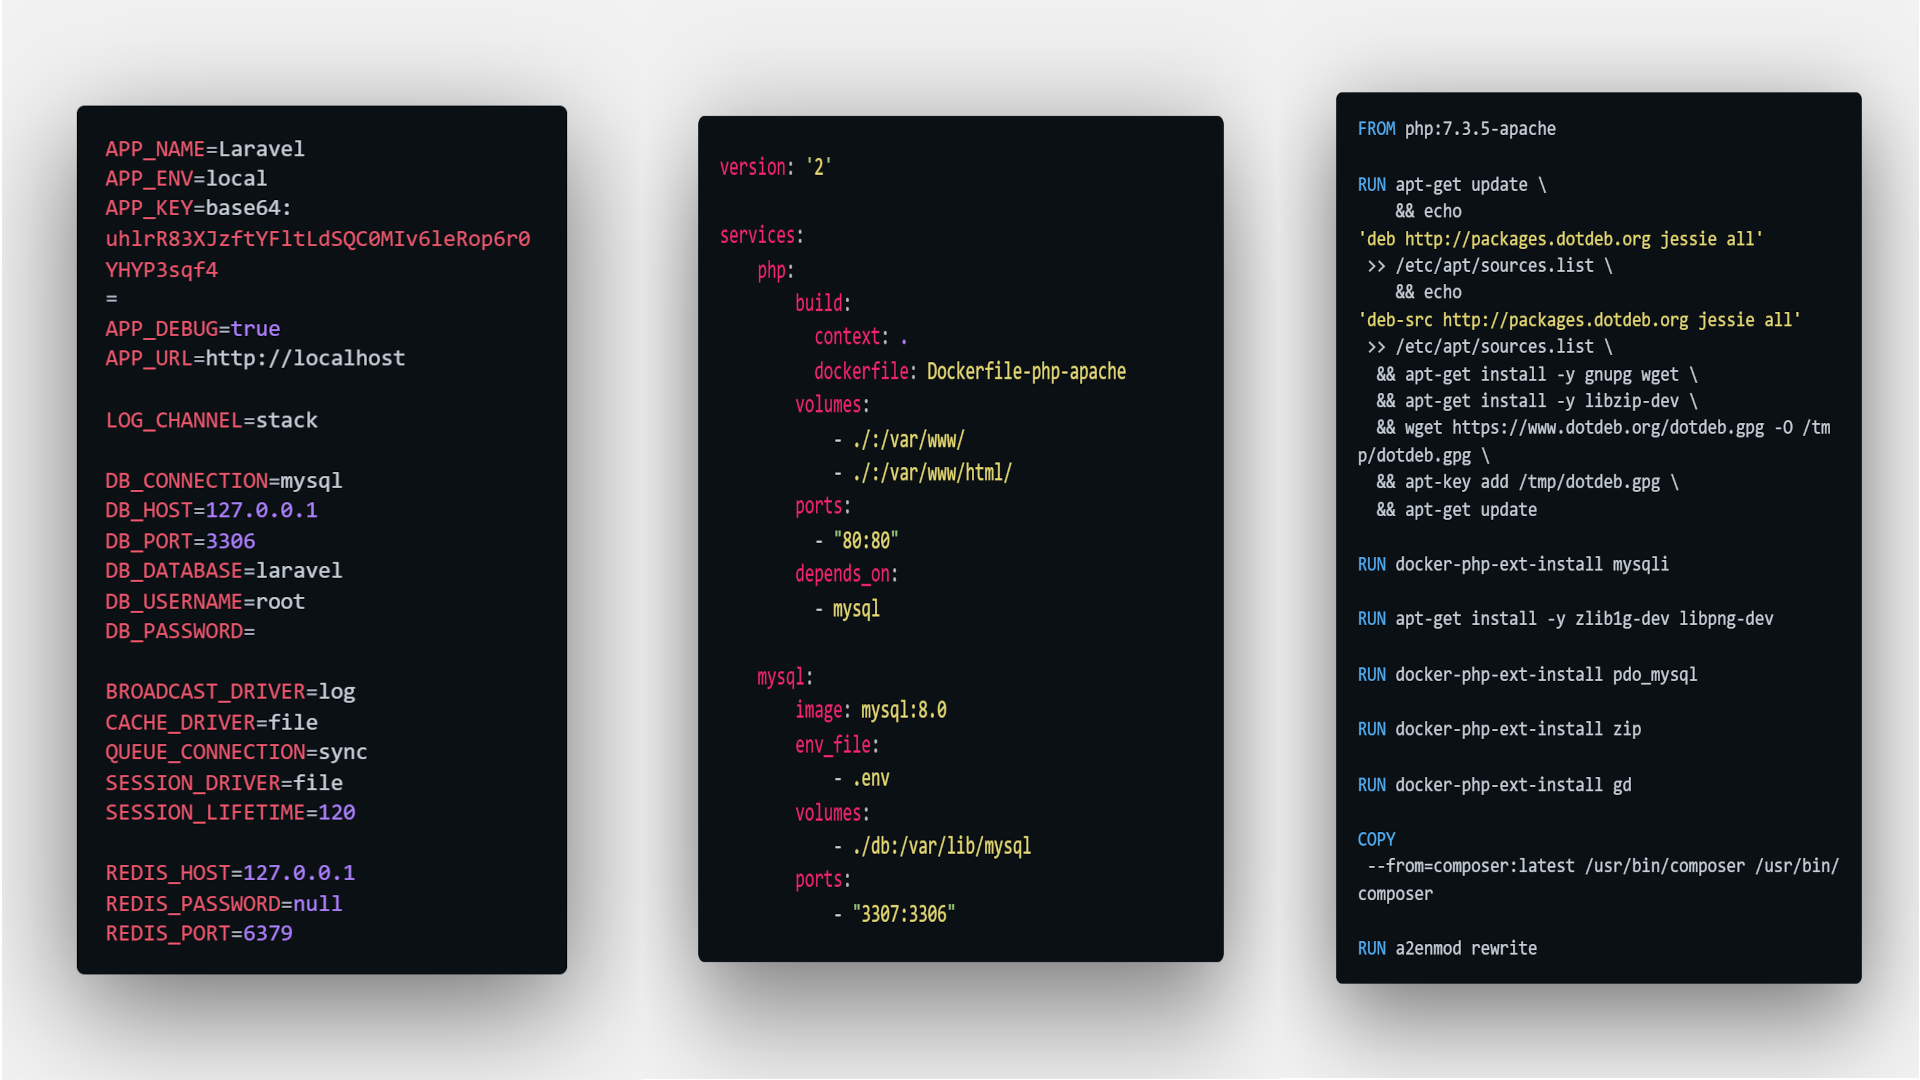 APP_NAME=Laravel
APP_ENV=local
APP_KEY=base64:
uhlrR83XJzftYFltLdSQC0MIv6leRop6r0
YHYP3sqf4
=
APP_DEBUG=true
APP_URL=http://localhost
LOG_CHANNEL=stack
DB_CONNECTION=mysql
DB_HOST=127.0.0.1
DB_PORT=3306
DB_DATABASE=laravel
DB_USERNAME=root
DB_PASSWORD=
BROADCAST_DRIVER=log
CACHE_DRIVER=file
QUEUE_CONNECTION=sync
SESSION_DRIVER=file
SESSION_LIFETIME=120
REDIS_HOST=127.0.0.1
REDIS_PASSWORD=null
REDIS_PORT=6379
version: '2'
services:
php:
build:
context: .
dockerfile: Dockerfile-php-apache
volumes:
- ./:/var/www/
- ./:/var/www/html/
ports:
- "80:80"
depends_on:
- mysql
mysql:
image: mysql:8.0
env_file:
- .env
volumes:
- ./db:/var/lib/mysql
ports:
- "3307:3306"
FROM php:7.3.5-apache
RUN apt-get update \
&& echo
'deb http://packages.dotdeb.org jessie all'
>> /etc/apt/sources.list \
&& echo
'deb-src http://packages.dotdeb.org jessie all'
>> /etc/apt/sources.list \
&& apt-get install -y gnupg wget \
&& apt-get install -y libzip-dev \
&& wget https://www.dotdeb.org/dotdeb.gpg -O /tm
p/dotdeb.gpg \
&& apt-key add /tmp/dotdeb.gpg \
&& apt-get update
RUN docker-php-ext-install mysqli
RUN apt-get install -y zlib1g-dev libpng-dev
RUN docker-php-ext-install pdo_mysql
RUN docker-php-ext-install zip
RUN docker-php-ext-install gd
COPY
--from=composer:latest /usr/bin/composer /usr/bin/
composer
RUN a2enmod rewrite